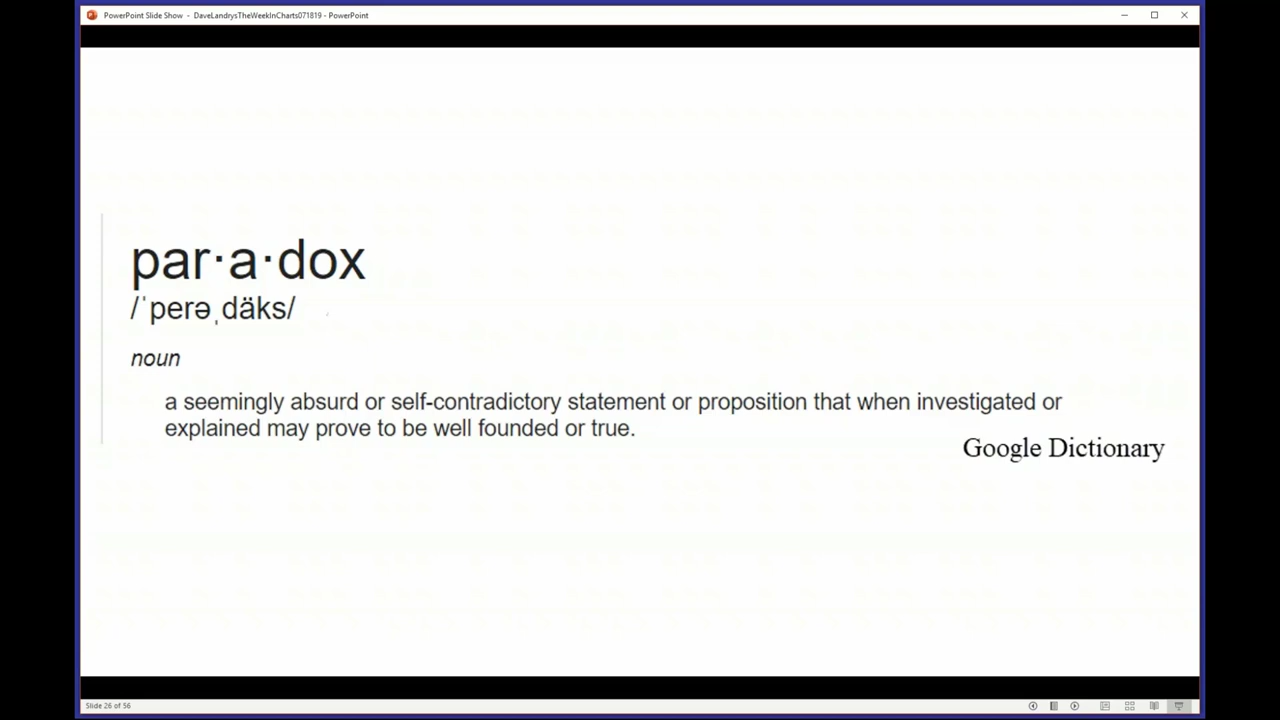 PowerPoint Slide Show - DaveLandrysTheWeekInCharts071819 - PowerPoint
par·a·dox
/ˈperəˌdäks/
noun
a seemingly absurd or self-contradictory statement or proposition that when investigated or
explained may prove to be well founded or true.
Google Dictionary
Slide 26 of 56